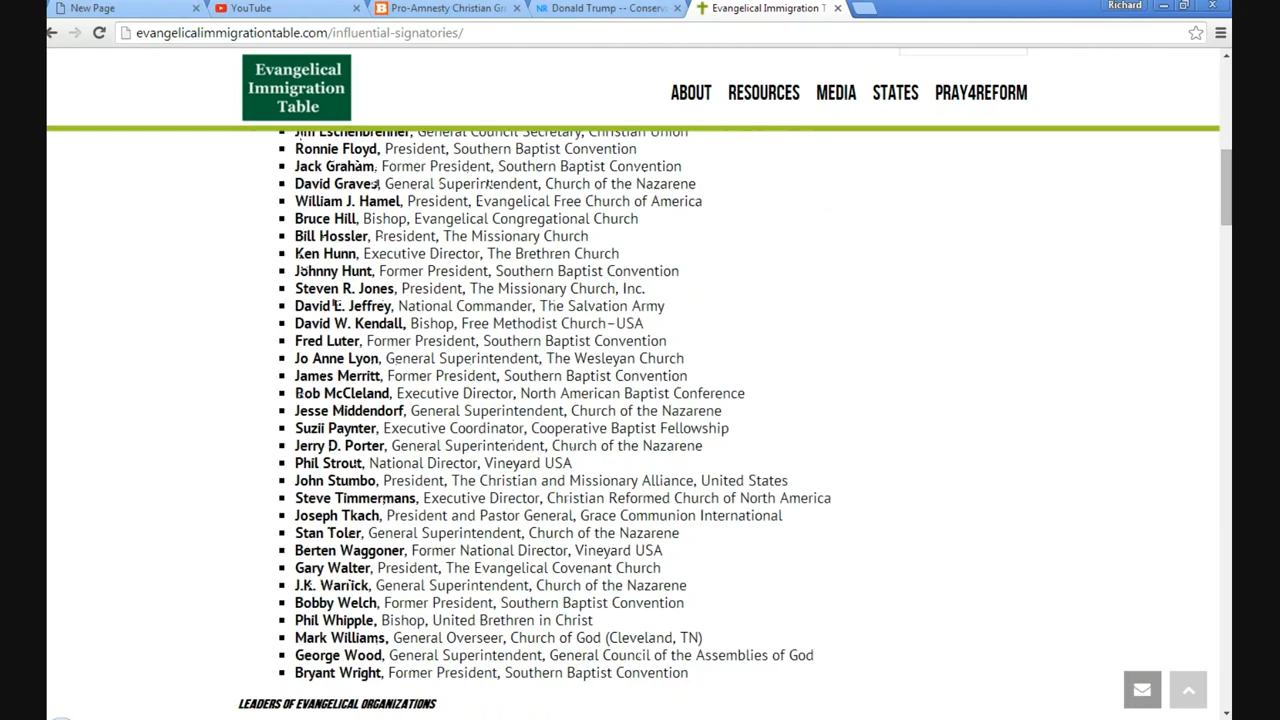 New Page
YouTube
Pro-Amnesty Christian Gr
Donald Trump -- Conserv
Evangelical Immigration T
Richard
evangelicalimmigrationtable.com/influential-signatories/
Evangelical
Immigration
Table
ABOUT RESOURCES MEDIA STATES PRAY4REFORM
Jim Eschenbrenner, General Council Secretary, Christian Union
Ronnie Floyd, President, Southern Baptist Convention
Jack Graham, Former President, Southern Baptist Convention
David Graves, General Superintendent, Church of the Nazarene
William J. Hamel, President, Evangelical Free Church of America
Bruce Hill, Bishop, Evangelical Congregational Church
Bill Hossler, President, The Missionary Church
Ken Hunn, Executive Director, The Brethren Church
Johnny Hunt, Former President, Southern Baptist Convention
Steven R. Jones, President, The Missionary Church, Inc.
David E. Jeffrey, National Commander, The Salvation Army
David W. Kendall, Bishop, Free Methodist Church–USA
Fred Luter, Former President, Southern Baptist Convention
Jo Anne Lyon, General Superintendent, The Wesleyan Church
James Merritt, Former President, Southern Baptist Convention
Rob McCleland, Executive Director, North American Baptist Conference
Jesse Middendorf, General Superintendent, Church of the Nazarene
Suzii Paynter, Executive Coordinator, Cooperative Baptist Fellowship
Jerry D. Porter, General Superintendent, Church of the Nazarene
Phil Strout, National Director, Vineyard USA
John Stumbo, President, The Christian and Missionary Alliance, United States
Steve Timmermans, Executive Director, Christian Reformed Church of North America
Joseph Tkach, President and Pastor General, Grace Communion International
Stan Toler, General Superintendent, Church of the Nazarene
Berten Waggoner, Former National Director, Vineyard USA
Gary Walter, President, The Evangelical Covenant Church
J.K. Warrick, General Superintendent, Church of the Nazarene
Bobby Welch, Former President, Southern Baptist Convention
Phil Whipple, Bishop, United Brethren in Christ
Mark Williams, General Overseer, Church of God (Cleveland, TN)
George Wood, General Superintendent, General Council of the Assemblies of God
Bryant Wright, Former President, Southern Baptist Convention
LEADERS OF EVANGELICAL ORGANIZATIONS